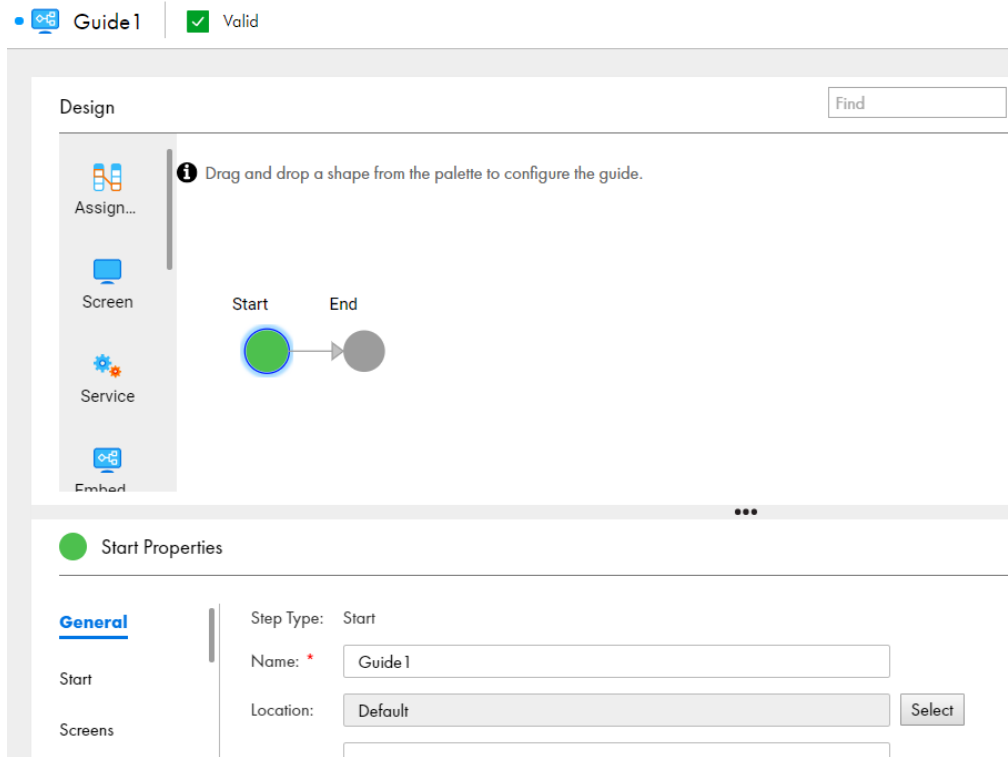 Guide1
Valid
Design
Find
Drag and drop a shape from the palette to configure the guide.
Assign...
Screen
Start
End
Service
Embed
Start Properties
General
Step Type: Start
Name: * Guide1
Start
Location: Default Select
Screens